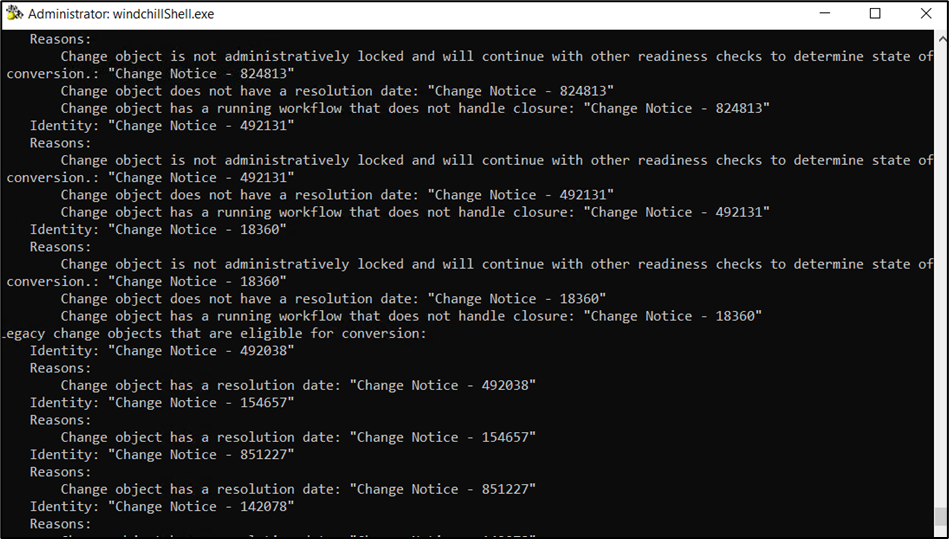 Administrator: windchillShell.exe
Reasons:
Change object is not administratively locked and will continue with other readiness checks to determine state of
conversion.: "Change Notice - 824813"
Change object does not have a resolution date: "Change Notice - 824813"
Change object has a running workflow that does not handle closure: "Change Notice - 824813"
Identity: "Change Notice - 492131"
Reasons:
Change object is not administratively locked and will continue with other readiness checks to determine state of
conversion.: "Change Notice - 492131"
Change object does not have a resolution date: "Change Notice - 492131"
Change object has a running workflow that does not handle closure: "Change Notice - 492131"
Identity: "Change Notice - 18360"
Reasons:
Change object is not administratively locked and will continue with other readiness checks to determine state of
conversion.: "Change Notice - 18360"
Change object does not have a resolution date: "Change Notice - 18360"
Change object has a running workflow that does not handle closure: "Change Notice - 18360"
Legacy change objects that are eligible for conversion:
Identity: "Change Notice - 492038"
Reasons:
Change object has a resolution date: "Change Notice - 492038"
Identity: "Change Notice - 154657"
Reasons:
Change object has a resolution date: "Change Notice - 154657"
Identity: "Change Notice - 851227"
Reasons:
Change object has a resolution date: "Change Notice - 851227"
Identity: "Change Notice - 142078"
Reasons: